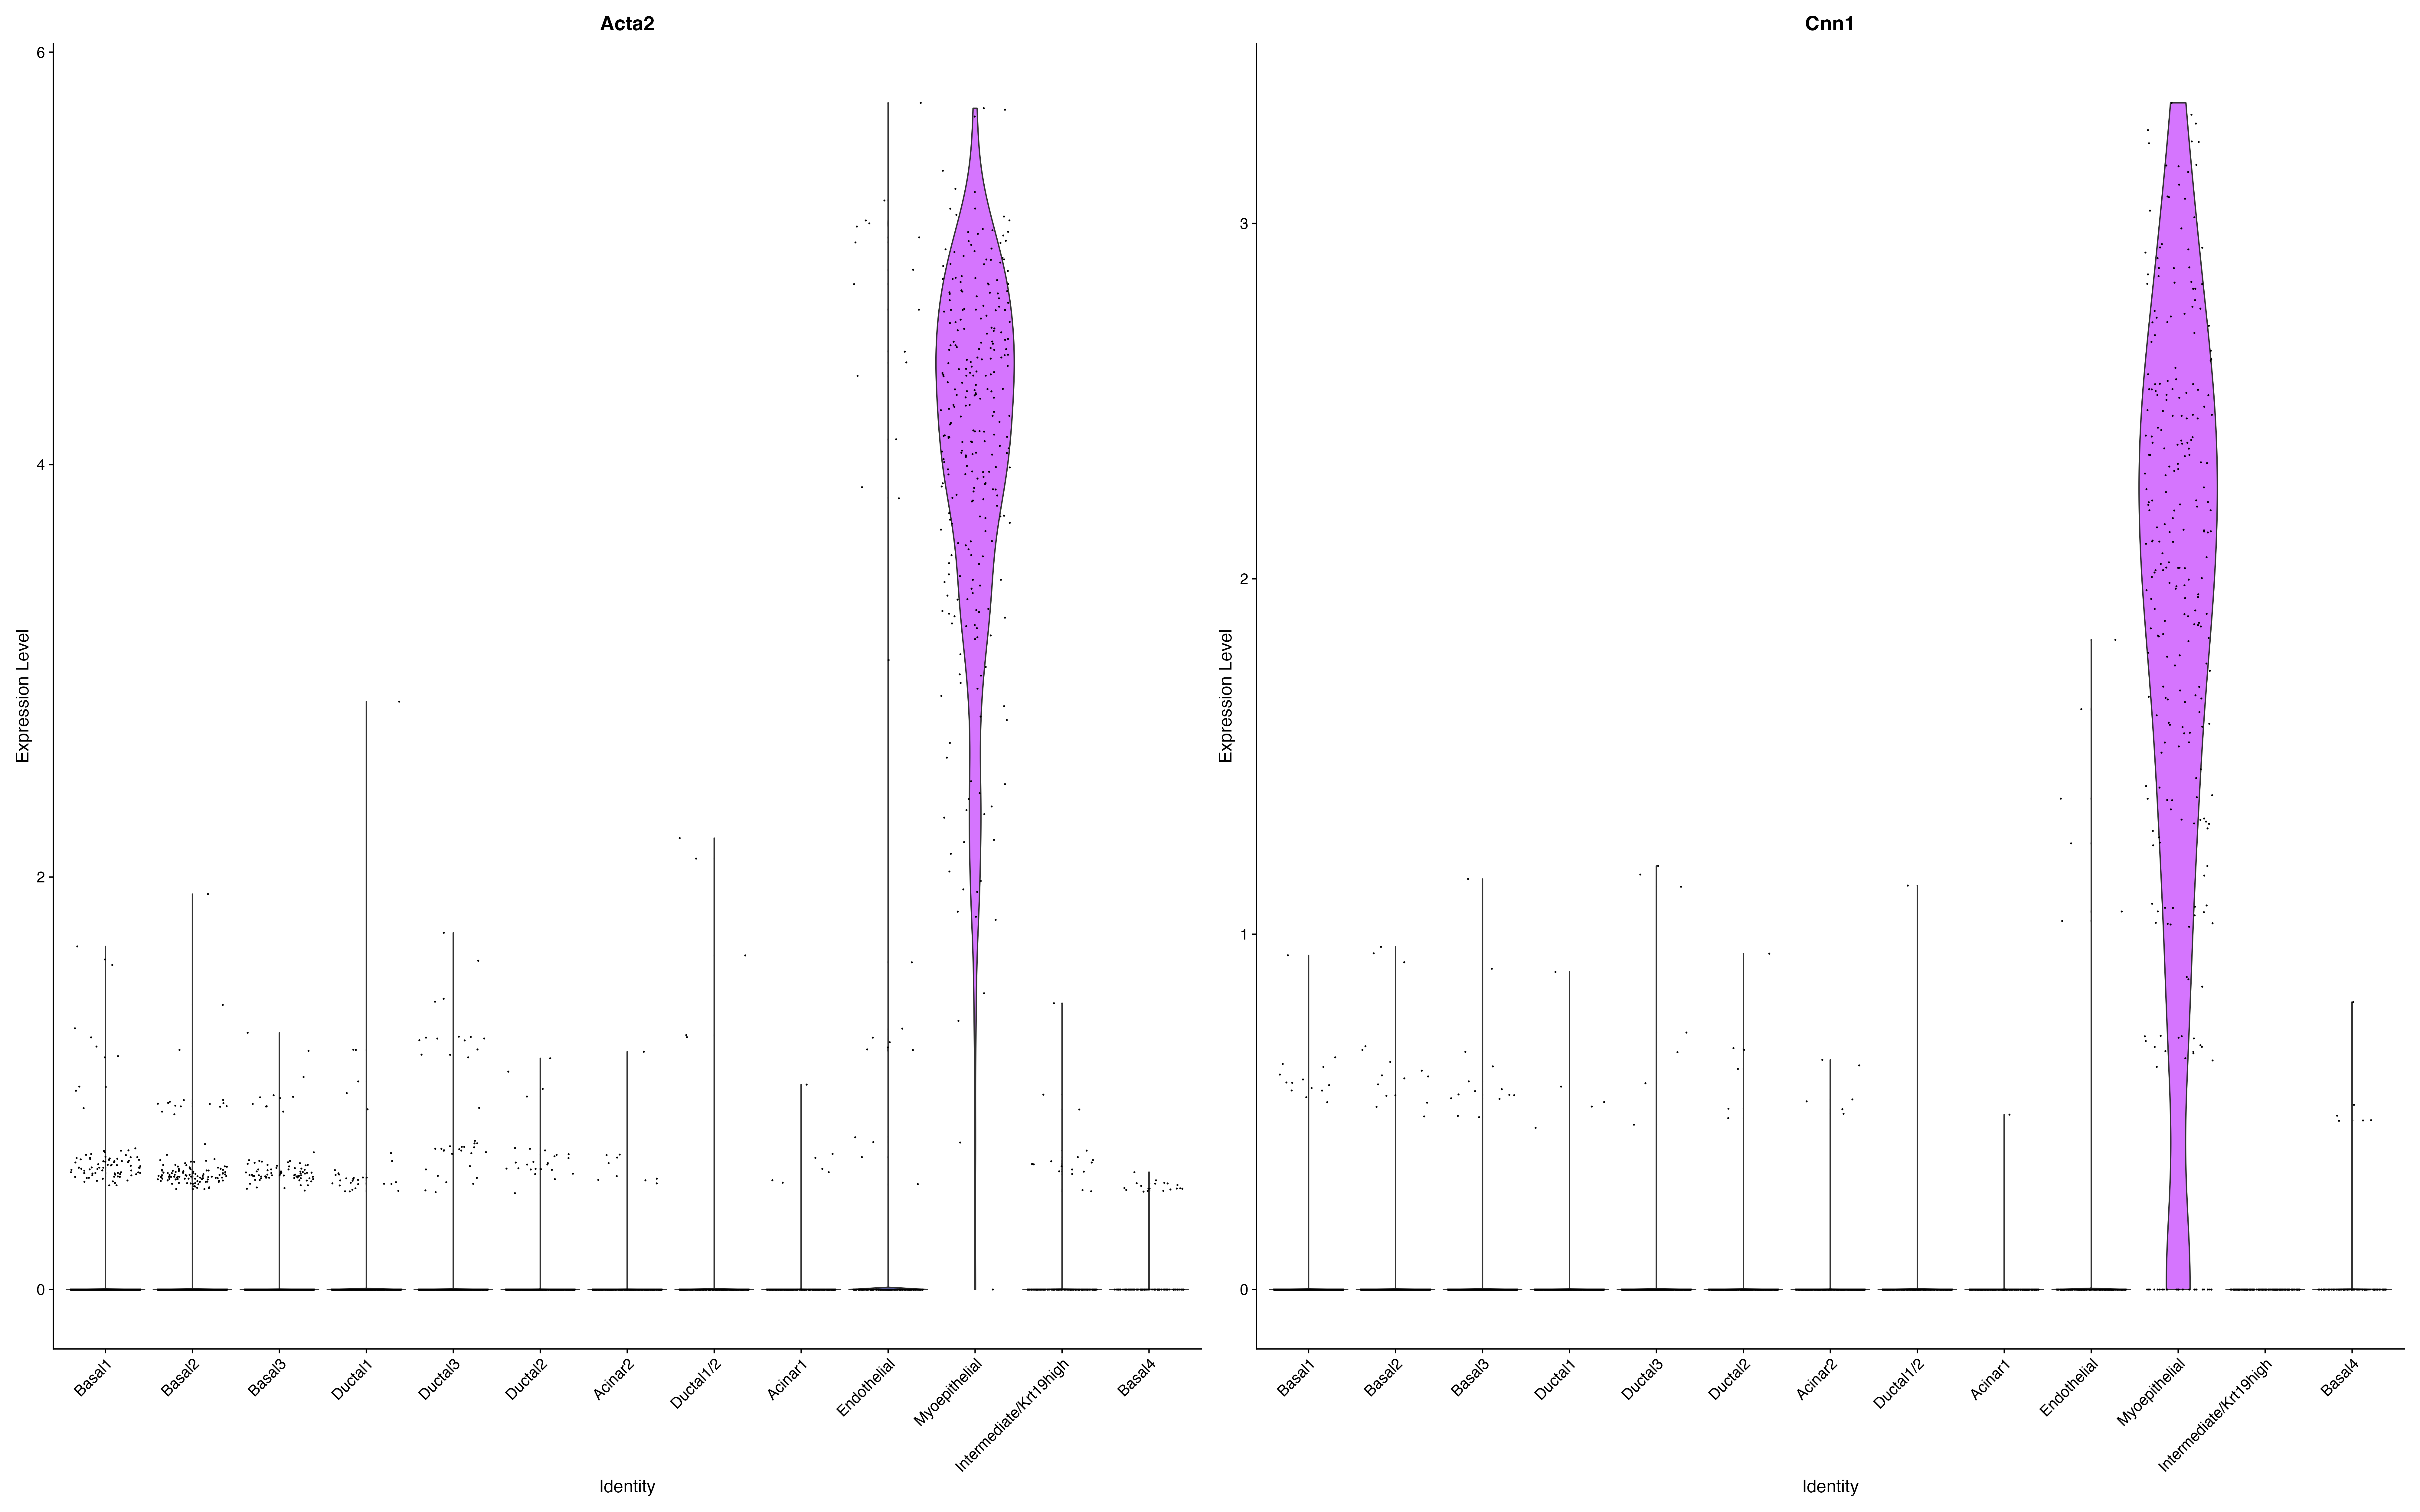 Acta2
Expression Level
6
4
2
0
Basal1
Basal2
Basal3
Ductal1
Ductal3
Ductal2
Acinar2
Ductal1/2
Acinar1
Endothelial
Myoepithelial
Intermediate/Krt19high
Basal4
Identity
Cnn1
Expression Level
3
2
1
0
Basal1
Basal2
Basal3
Ductal1
Ductal3
Ductal2
Acinar2
Ductal1/2
Acinar1
Endothelial
Myoepithelial
Intermediate/Krt19high
Basal4
Identity